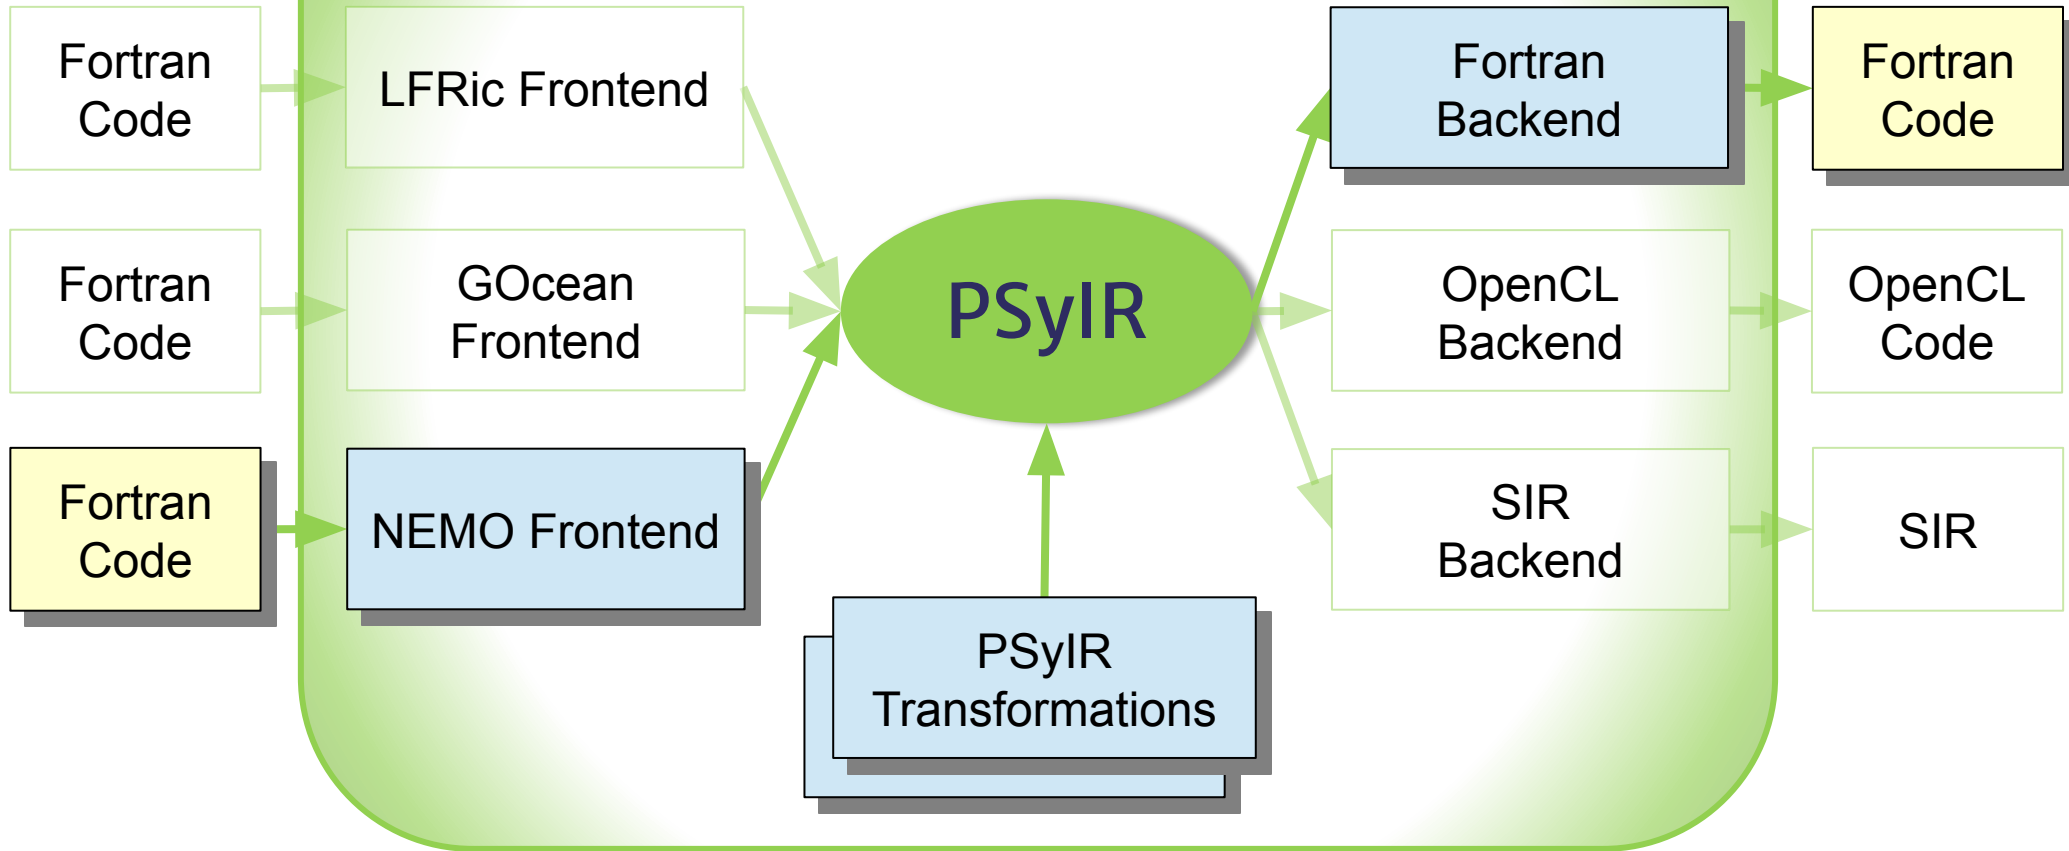 Fortran
Code
LFRic Frontend
Fortran
Backend
Fortran
Code
Fortran
Code
GOcean
Frontend
PSyIR
OpenCL
Backend
OpenCL
Code
Fortran
Code
NEMO Frontend
SIR
Backend
SIR
PSyIR
Transformations